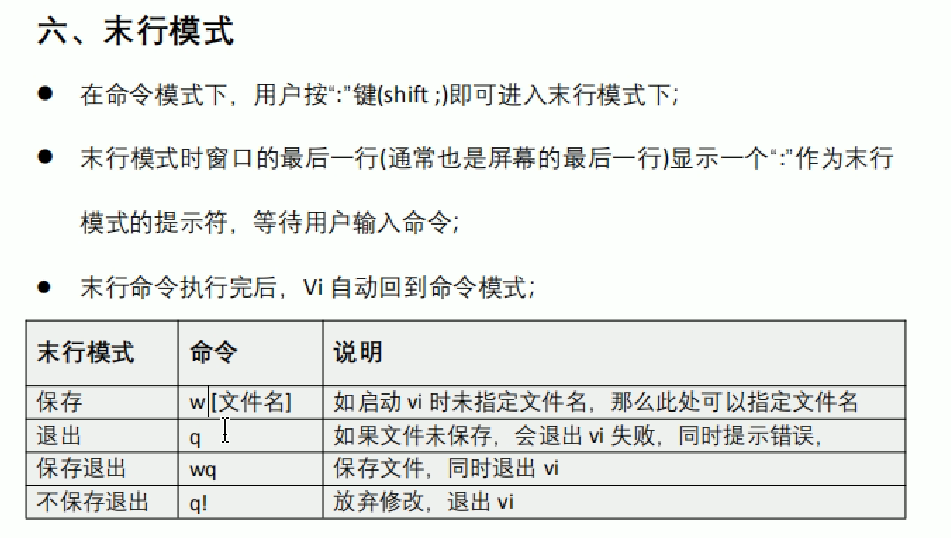 六、末行模式
● 在命令模式下，用户按“:”键(shift ;)即可进入末行模式下;
● 末行模式时窗口的最后一行(通常也是屏幕的最后一行)显示一个“:”作为末行
模式的提示符，等待用户输入命令;
● 末行命令执行完后，Vi 自动回到命令模式;
末行模式 命令 说明
保存 w [文件名] 如启动 vi 时未指定文件名，那么此处可以指定文件名
退出 q 如果文件未保存，会退出 vi 失败，同时提示错误，
保存退出 wq 保存文件，同时退出 vi
不保存退出 q! 放弃修改，退出 vi